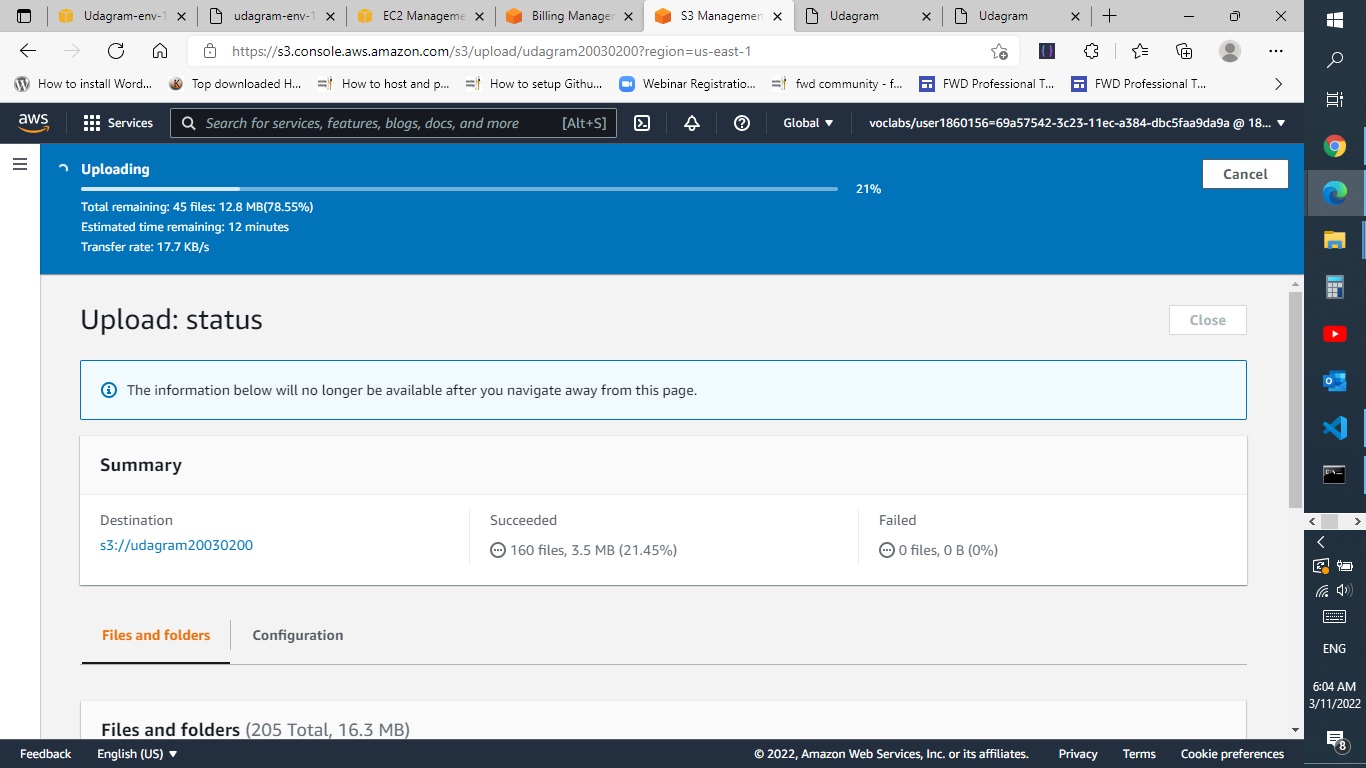 Udagram-env-1
udagram-env-1
EC2 Manageme
Billing Manager
S3 Managemen
Udagram
Udagram
https://s3.console.aws.amazon.com/s3/upload/udagram20030200?region=us-east-1
How to install Word...
Top downloaded H...
How to host and p...
How to setup Githu...
Webinar Registratio...
fwd community - f...
FWD Professional T...
FWD Professional T...
aws
Services
Search for services, features, blogs, docs, and more
[Alt+S]
Global
voclabs/user1860156=69a57542-3c23-11ec-a384-dbc5faa9da9a @ 18...
Uploading
21%
Cancel
Total remaining: 45 files: 12.8 MB(78.55%)
Estimated time remaining: 12 minutes
Transfer rate: 17.7 KB/s
Upload: status
Close
The information below will no longer be available after you navigate away from this page.
Summary
Destination
s3://udagram20030200
Succeeded
160 files, 3.5 MB (21.45%)
Failed
0 files, 0 B (0%)
Files and folders
Configuration
Files and folders (205 Total, 16.3 MB)
Feedback
English (US)
© 2022, Amazon Web Services, Inc. or its affiliates.
Privacy
Terms
Cookie preferences
ENG
6:04 AM
3/11/2022
8